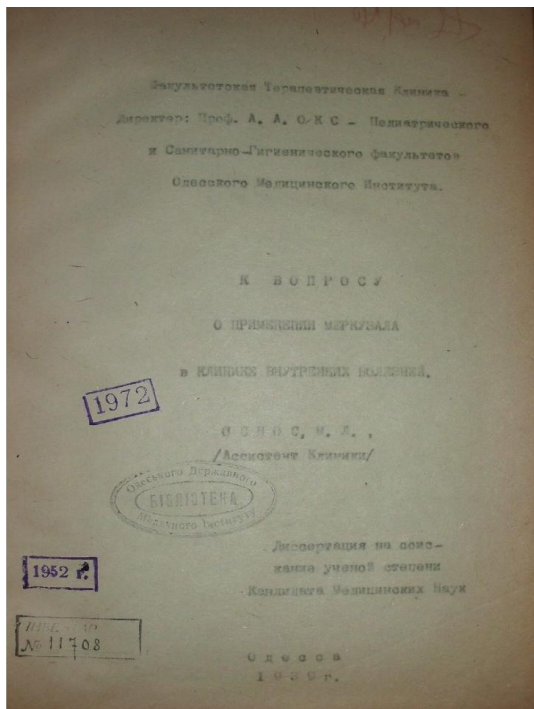 Факультетская Терапевтическая Клиника –
Директор: Проф. А. А. О К С – Педиатрического
и Санитарно-Гигиенического факультетов
Одесского Медицинского Института.
К ВОПРОСУ
О ПРИМЕНЕНИИ МЕРКУЗАЛА
в КЛИНИКЕ ВНУТРЕННИХ БОЛЕЗНЕЙ.
1972
О С Н О С, М. А. ,
/Ассистент Клиники/
Одеського Державного
БІБЛІОТЕКА
Медичного Інституту
Диссертация на соис-
кание ученой степени
Кандидата Медицинских Наук
1952 г.
ІНВЕНТАР
№ 11708
Одесса
1939 г.